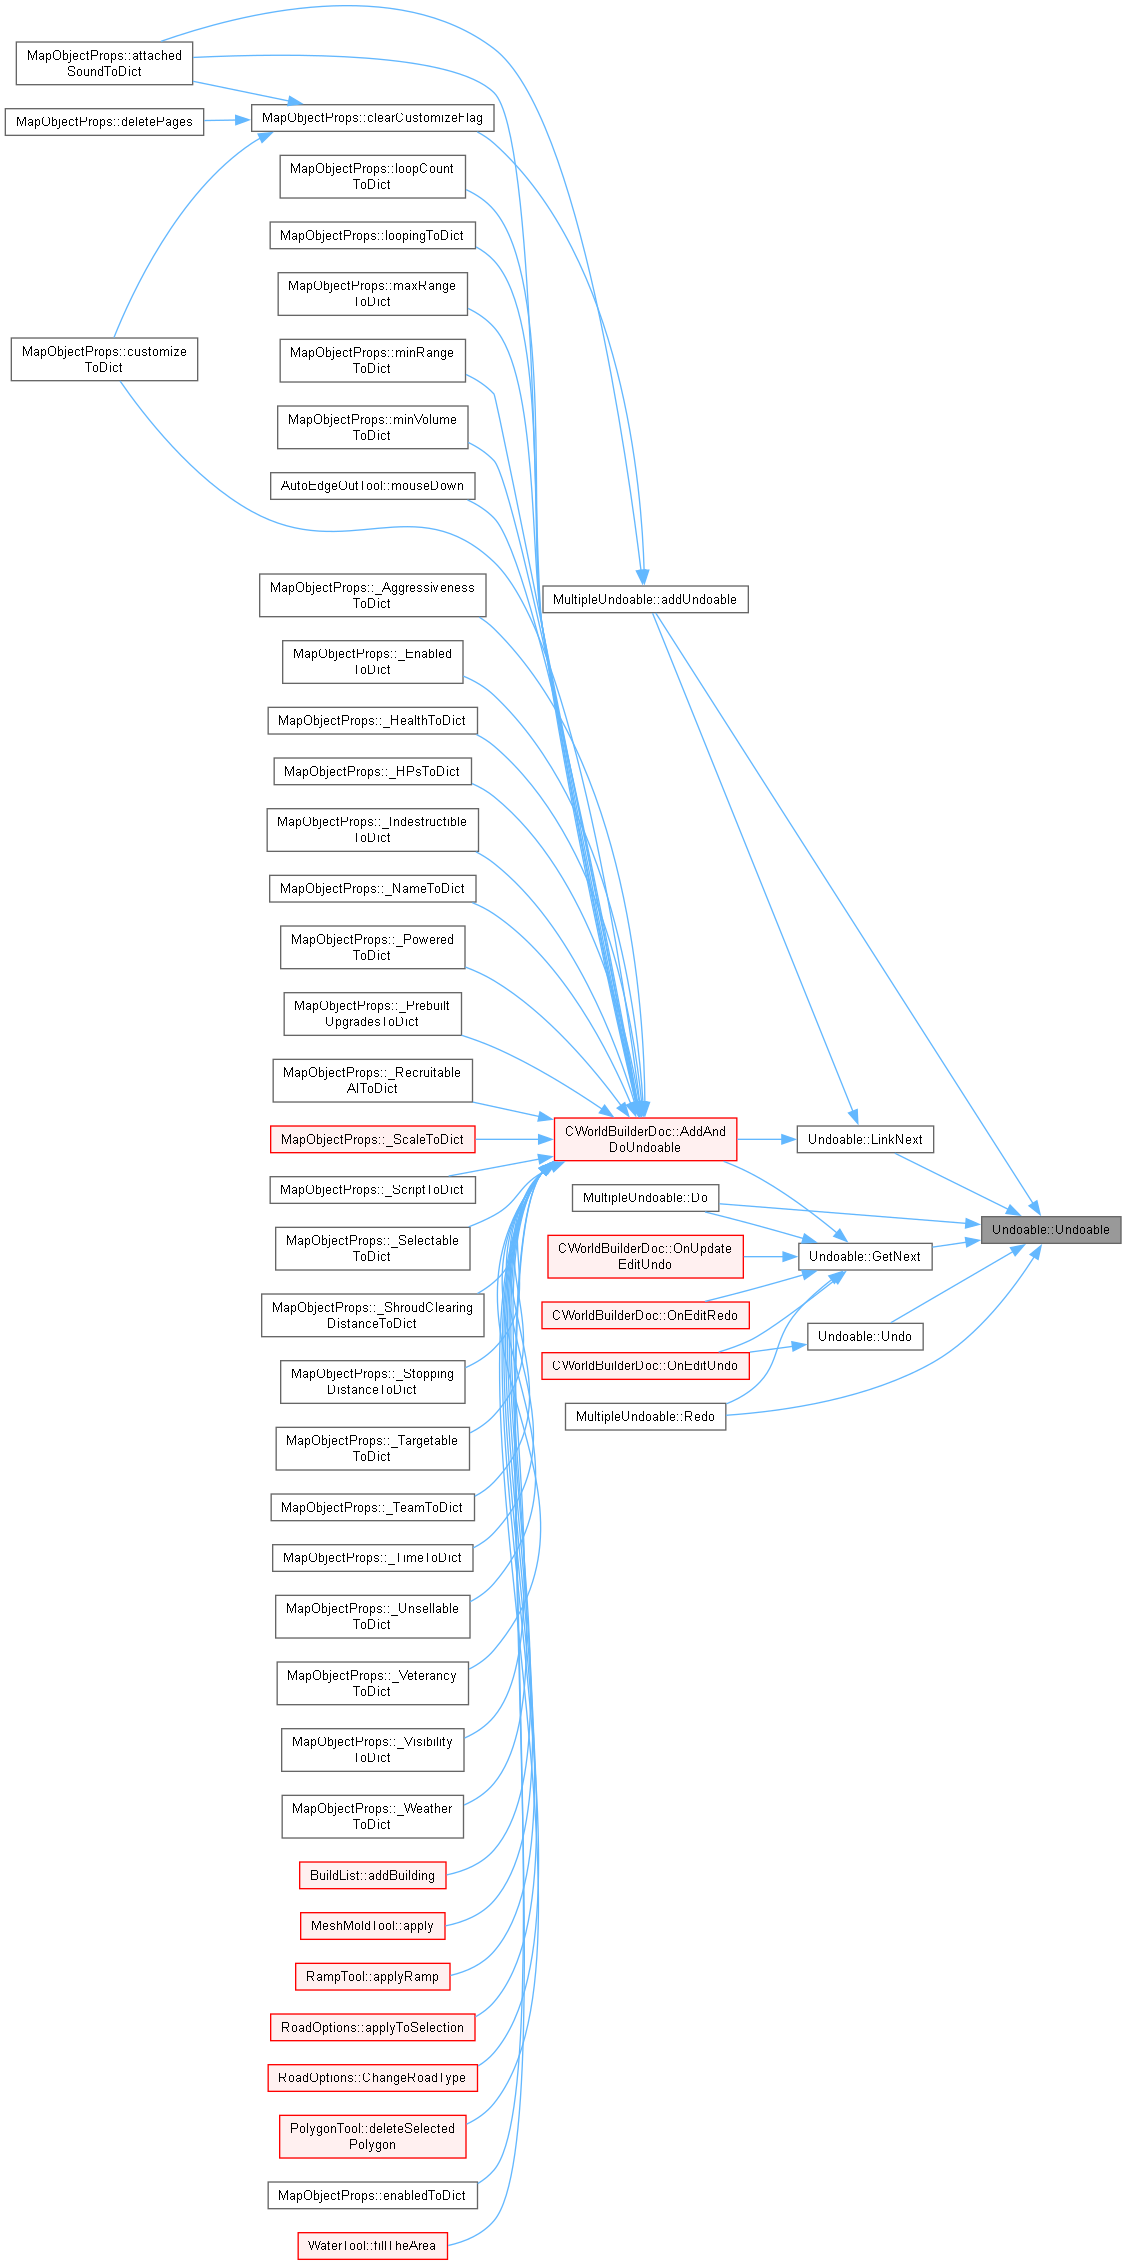 MapObjectProps::attached
SoundToDict
MapObjectProps::deletePages
MapObjectProps::clearCustomizeFlag
MapObjectProps::loopCount
ToDict
MapObjectProps::loopingToDict
MapObjectProps::maxRange
ToDict
MapObjectProps::minRange
ToDict
MapObjectProps::customize
ToDict
MapObjectProps::minVolume
ToDict
AutoEdgeOutTool::mouseDown
MapObjectProps::_Aggressiveness
ToDict
MultipleUndoable::addUndoable
MapObjectProps::_Enabled
ToDict
MapObjectProps::_HealthToDict
MapObjectProps::_HPsToDict
MapObjectProps::_Indestructible
ToDict
MapObjectProps::_NameToDict
MapObjectProps::_Powered
ToDict
MapObjectProps::_Prebuilt
UpgradesToDict
MapObjectProps::_Recruitable
AIToDict
MapObjectProps::_ScaleToDict
CWorldBuilderDoc::AddAnd
DoUndoable
Undoable::LinkNext
MapObjectProps::_ScriptToDict
MultipleUndoable::Do
Undoable::Undoable
MapObjectProps::_Selectable
ToDict
CWorldBuilderDoc::OnUpdate
EditUndo
Undoable::GetNext
MapObjectProps::_ShroudClearing
DistanceToDict
CWorldBuilderDoc::OnEditRedo
Undoable::Undo
CWorldBuilderDoc::OnEditUndo
MapObjectProps::_Stopping
DistanceToDict
MultipleUndoable::Redo
MapObjectProps::_Targetable
ToDict
MapObjectProps::_TeamToDict
MapObjectProps::_TimeToDict
MapObjectProps::_Unsellable
ToDict
MapObjectProps::_Veterancy
ToDict
MapObjectProps::_Visibility
ToDict
MapObjectProps::_Weather
ToDict
BuildList::addBuilding
MeshMoldTool::apply
RampTool::applyRamp
RoadOptions::applyToSelection
RoadOptions::ChangeRoadType
PolygonTool::deleteSelected
Polygon
MapObjectProps::enabledToDict
WaterTool::fillTheArea